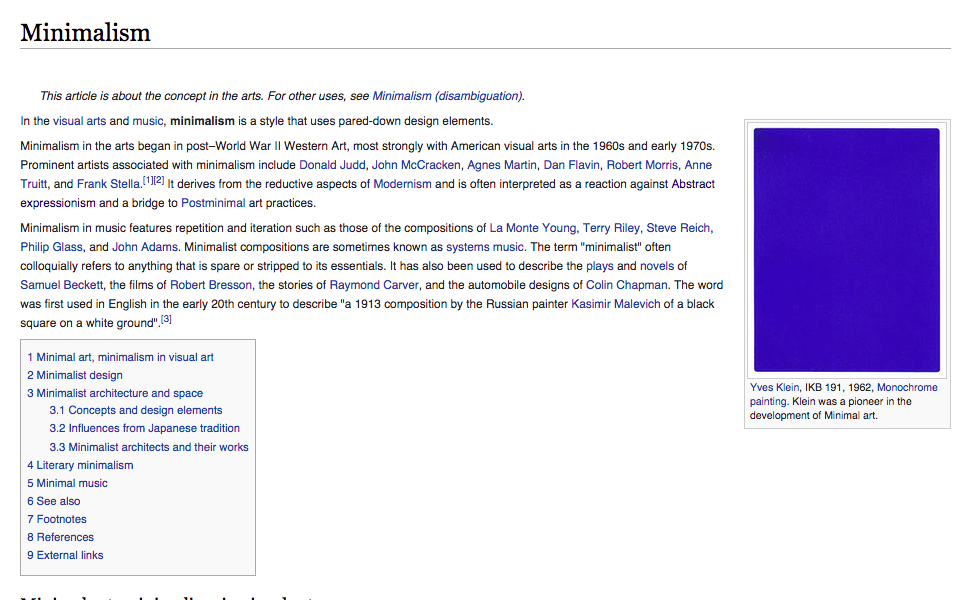 Minimalism
This article is about the concept in the arts. For other uses, see Minimalism (disambiguation).
In the visual arts and music, minimalism is a style that uses pared-down design elements.
Minimalism in the arts began in post–World War II Western Art, most strongly with American visual arts in the 1960s and early 1970s.
Prominent artists associated with minimalism include Donald Judd, John McCracken, Agnes Martin, Dan Flavin, Robert Morris, Anne
Truitt, and Frank Stella.[1][2] It derives from the reductive aspects of Modernism and is often interpreted as a reaction against Abstract
expressionism and a bridge to Postminimal art practices.
Minimalism in music features repetition and iteration such as those of the compositions of La Monte Young, Terry Riley, Steve Reich,
Philip Glass, and John Adams. Minimalist compositions are sometimes known as systems music. The term "minimalist" often
colloquially refers to anything that is spare or stripped to its essentials. It has also been used to describe the plays and novels of
Samuel Beckett, the films of Robert Bresson, the stories of Raymond Carver, and the automobile designs of Colin Chapman. The word
was first used in English in the early 20th century to describe "a 1913 composition by the Russian painter Kasimir Malevich of a black
square on a white ground".[3]
Yves Klein, IKB 191, 1962, Monochrome
painting. Klein was a pioneer in the
development of Minimal art.
1 Minimal art, minimalism in visual art
2 Minimalist design
3 Minimalist architecture and space
3.1 Concepts and design elements
3.2 Influences from Japanese tradition
3.3 Minimalist architects and their works
4 Literary minimalism
5 Minimal music
6 See also
7 Footnotes
8 References
9 External links